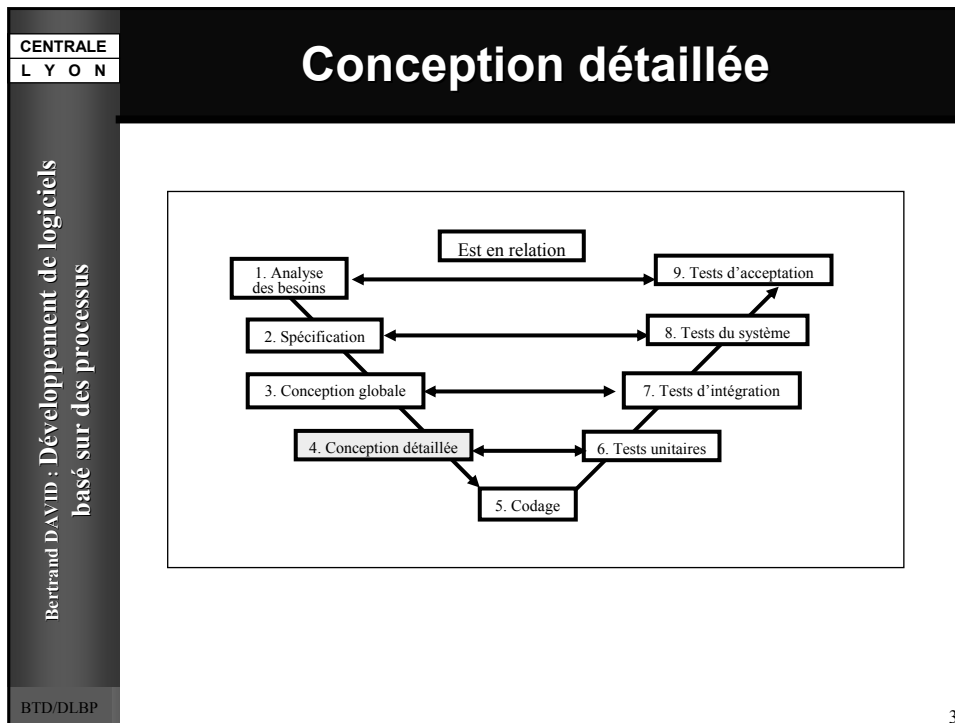 CENTRALE
L Y O N
Conception détaillée
Bertrand DAVID : Développement de logiciels
basé sur des processus
Est en relation
1. Analyse
des besoins
9. Tests d'acceptation
2. Spécification
8. Tests du système
3. Conception globale
7. Tests d'intégration
4. Conception détaillée
6. Tests unitaires
5. Codage
BTD/DLBP
3